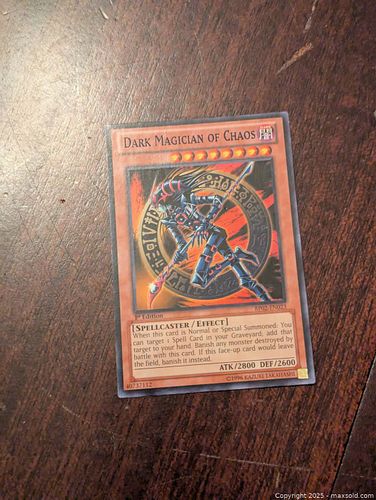 DARK MAGICIAN OF CHAOS
RP02-EN023
1st Edition
[SPELLCASTER / EFFECT]
When this card is Normal or Special Summoned: You
can target 1 Spell Card in your Graveyard; add that
target to your hand. Banish any monster destroyed by
battle with this card. If this face-up card would leave
the field, banish it instead.
ATK/2800 DEF/2600
40737112
©1996 KAZUKI TAKAHASHI
© Copyright 2025 - maxsold.com